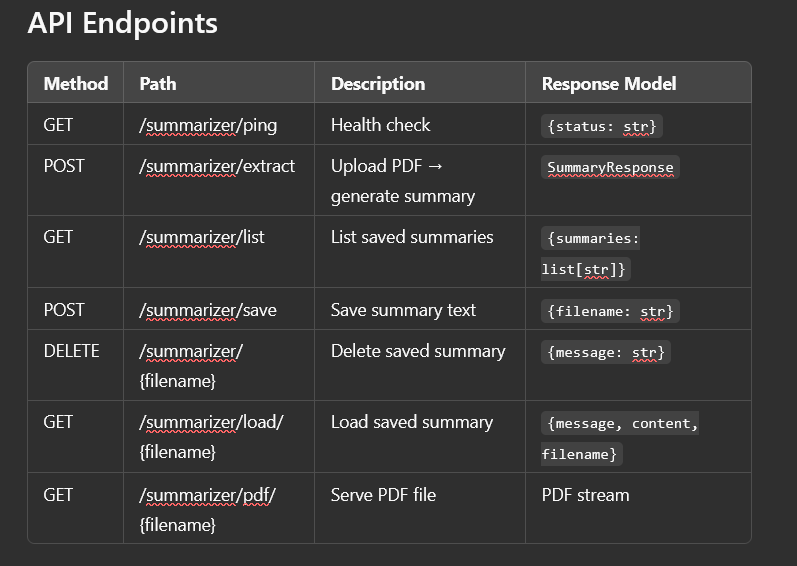 API Endpoints
Method Path Description Response Model
GET /summarizer/ping Health check {status: str}
POST /summarizer/extract Upload PDF → SummaryResponse
generate summary
GET /summarizer/list List saved summaries {summaries:
list[str]}
POST /summarizer/save Save summary text {filename: str}
DELETE /summarizer/ Delete saved summary {message: str}
{filename}
GET /summarizer/load/ Load saved summary {message, content,
{filename} filename}
GET /summarizer/pdf/ Serve PDF file PDF stream
{filename}